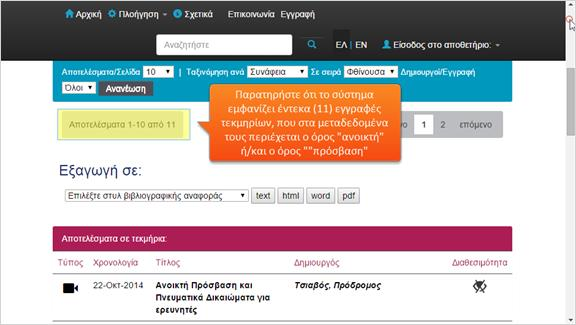 Αρχική Πλοήγηση Σχετικά Επικοινωνία Εγγραφή
Αναζητήστε ΕΛ | EN Είσοδος στο αποθετήριο:
Αποτελέσματα/Σελίδα 10 | Ταξινόμηση ανά Συνάφεια Σε σειρά Φθίνουσα Δημιουργοί/Εγγραφή
Όλοι Ανανέωση
Παρατηρήστε ότι το σύστημα
εμφανίζει έντεκα (11) εγγραφές
τεκμηρίων, που στα μεταδεδομένα
τους περιέχεται ο όρος "ανοικτή"
ή/και ο όρος ""πρόσβαση"
Αποτελέσματα 1-10 από 11
1 2 επόμενο
Εξαγωγή σε:
Επιλέξτε στυλ βιβλιογραφικής αναφοράς text html word pdf
Αποτελέσματα σε τεκμήρια:
Τύπος Χρονολογία Τίτλος Δημιουργός Διαθεσιμότητα
22-Οκτ-2014 Ανοικτή Πρόσβαση και Τσιαβός, Πρόδρομος
Πνευματικά Δικαιώματα για
ερευνητές